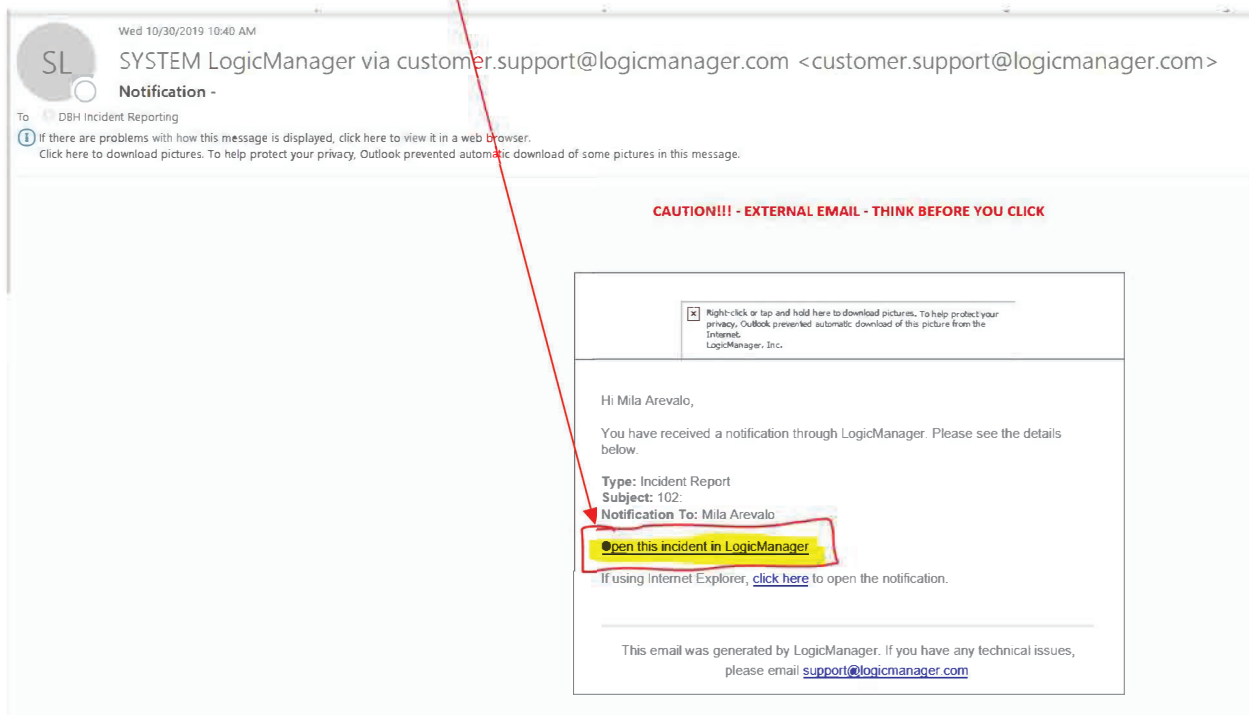 Wed 10/30/2019 10:40 AM
SL
SYSTEM LogicManager via customer.support@logicmanager.com <customer.support@logicmanager.com>
Notification -
To DBH Incident Reporting
If there are problems with how this message is displayed, click here to view it in a web browser.
Click here to download pictures. To help protect your privacy, Outlook prevented automatic download of some pictures in this message.
CAUTION!!! - EXTERNAL EMAIL - THINK BEFORE YOU CLICK
Right-click or tap and hold here to download pictures. To help protect your
privacy, Outlook prevented automatic download of this picture from the
Internet.
LogicManager, Inc.
Hi Mila Arevalo,
You have received a notification through LogicManager. Please see the details
below.
Type: Incident Report
Subject: 102:
Notification To: Mila Arevalo
Open this incident in LogicManager
If using Internet Explorer, click here to open the notification.
This email was generated by LogicManager. If you have any technical issues,
please email support@logicmanager.com